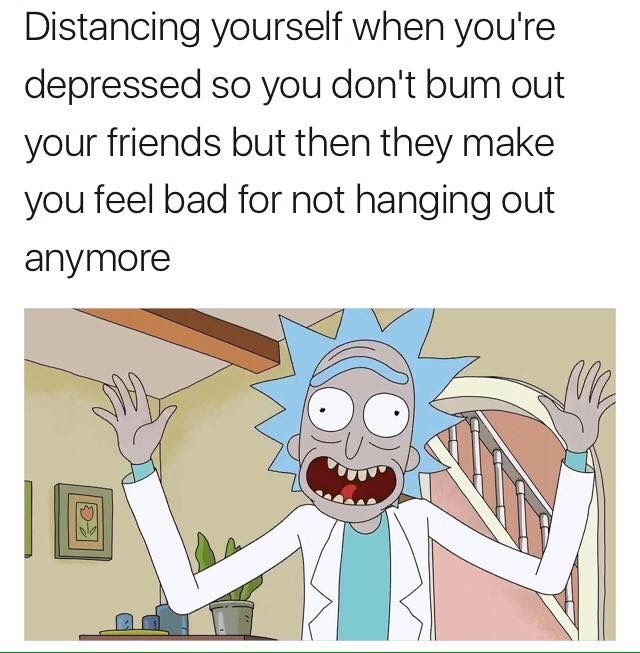 Distancing yourself when you're
depressed so you don't bum out
your friends but then they make
you feel bad for not hanging out
anymore